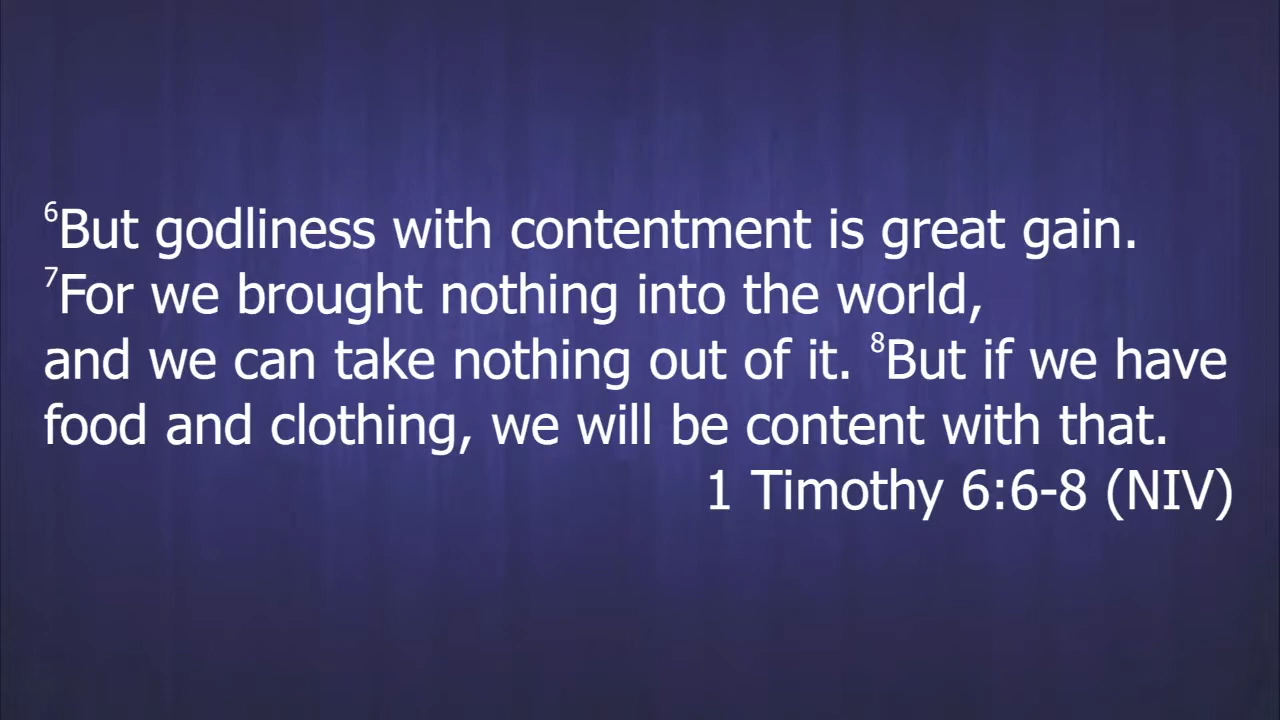 ⁶But godliness with contentment is great gain.
⁷For we brought nothing into the world,
and we can take nothing out of it. ⁸But if we have
food and clothing, we will be content with that.
1 Timothy 6:6-8 (NIV)